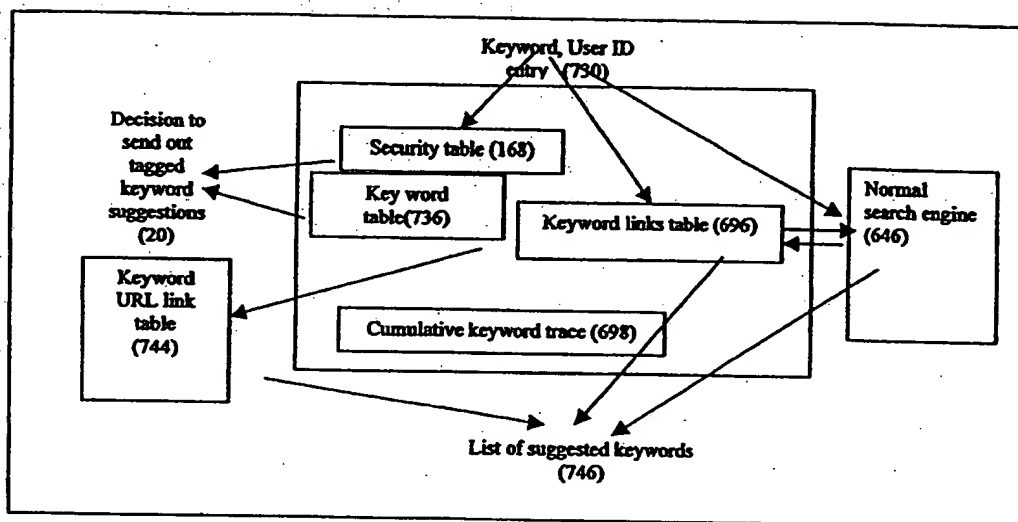 Keyword, User ID
entry (730)
Decision to
send out
tagged
keyword
suggestions
(20)
Security table (168)
Key word
table(736)
Keyword links table (696)
Normal
search engine
(646)
Keyword
URL link
table
(744)
Cumulative keyword trace (698)
List of suggested keywords
(746)